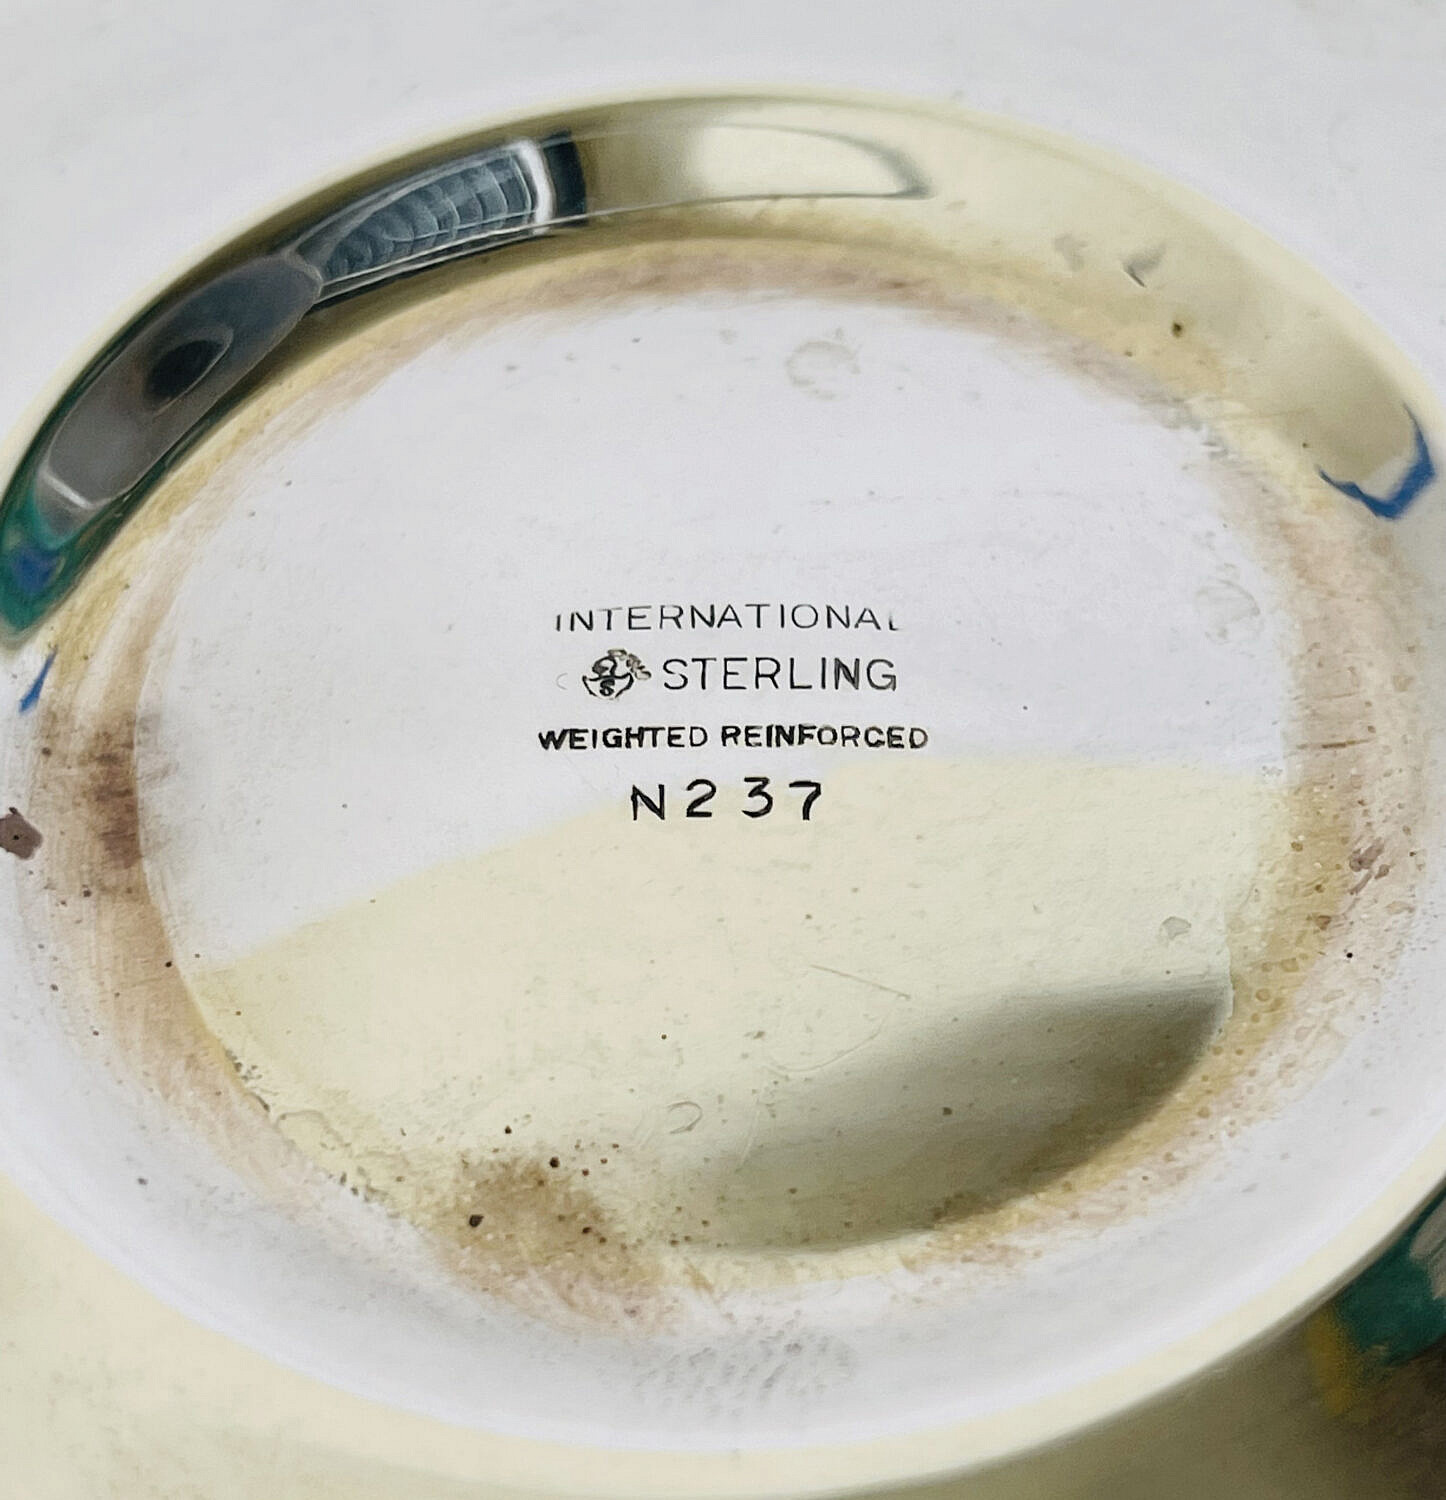 INTERNATIONAL
STERLING
WEIGHTED REINFORCED
N237